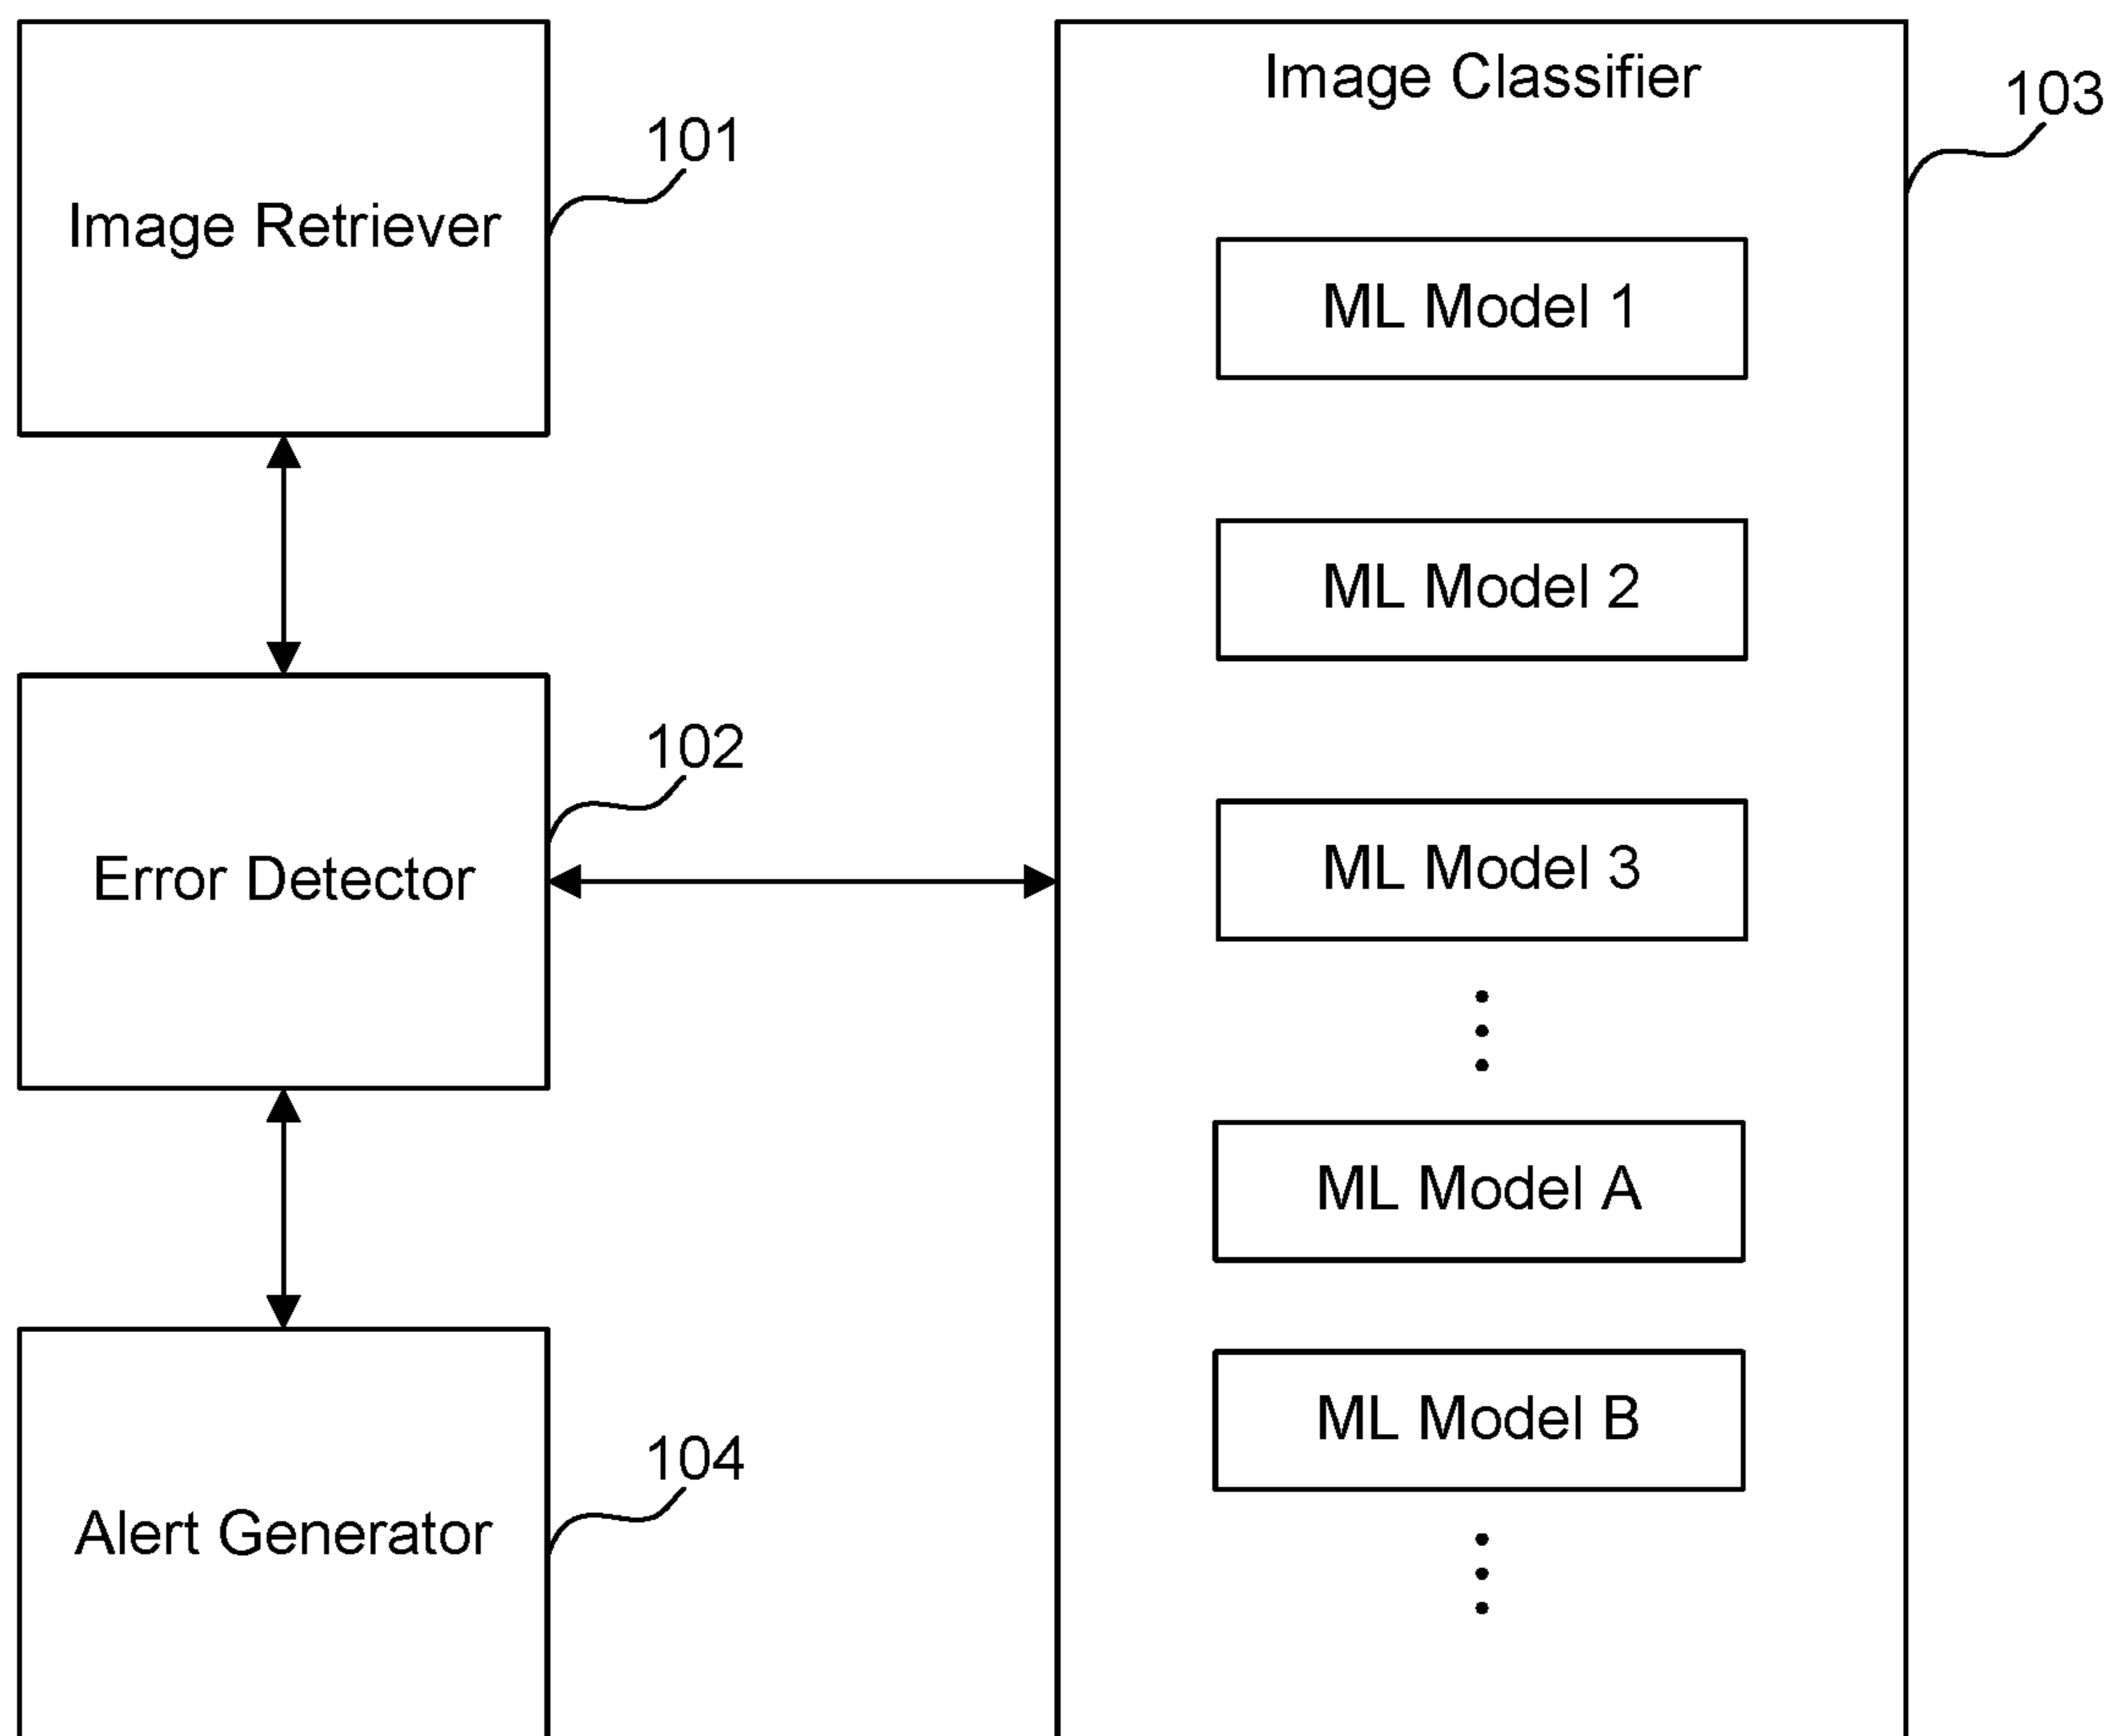 Image Retriever
101
Error Detector
102
Alert Generator
104
Image Classifier
103
ML Model 1
ML Model 2
ML Model 3
ML Model A
ML Model B